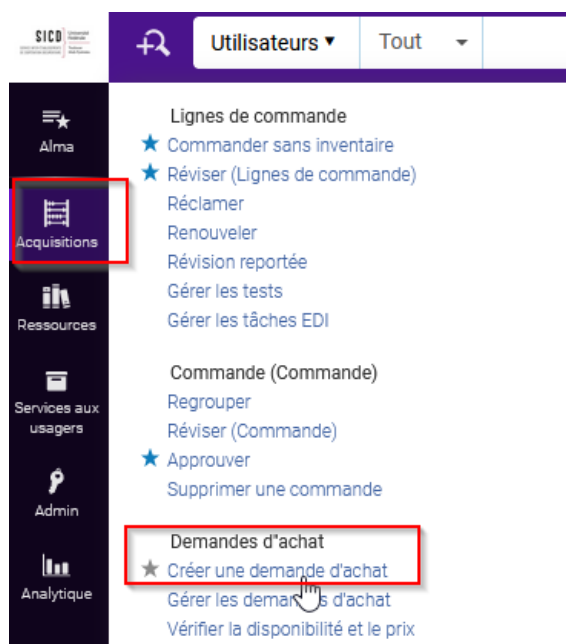 SICD
Utilisateurs ▾
Tout
Alma
Acquisitions
Ressources
Services aux
usagers
Admin
Analytique
Lignes de commande
Commander sans inventaire
Réviser (Lignes de commande)
Réclamer
Renouveler
Révision reportée
Gérer les tests
Gérer les tâches EDI
Commande (Commande)
Regrouper
Réviser (Commande)
Approuver
Supprimer une commande
Demandes d"achat
Créer une demande d'achat
Gérer les demandes d'achat
Vérifier la disponibilité et le prix